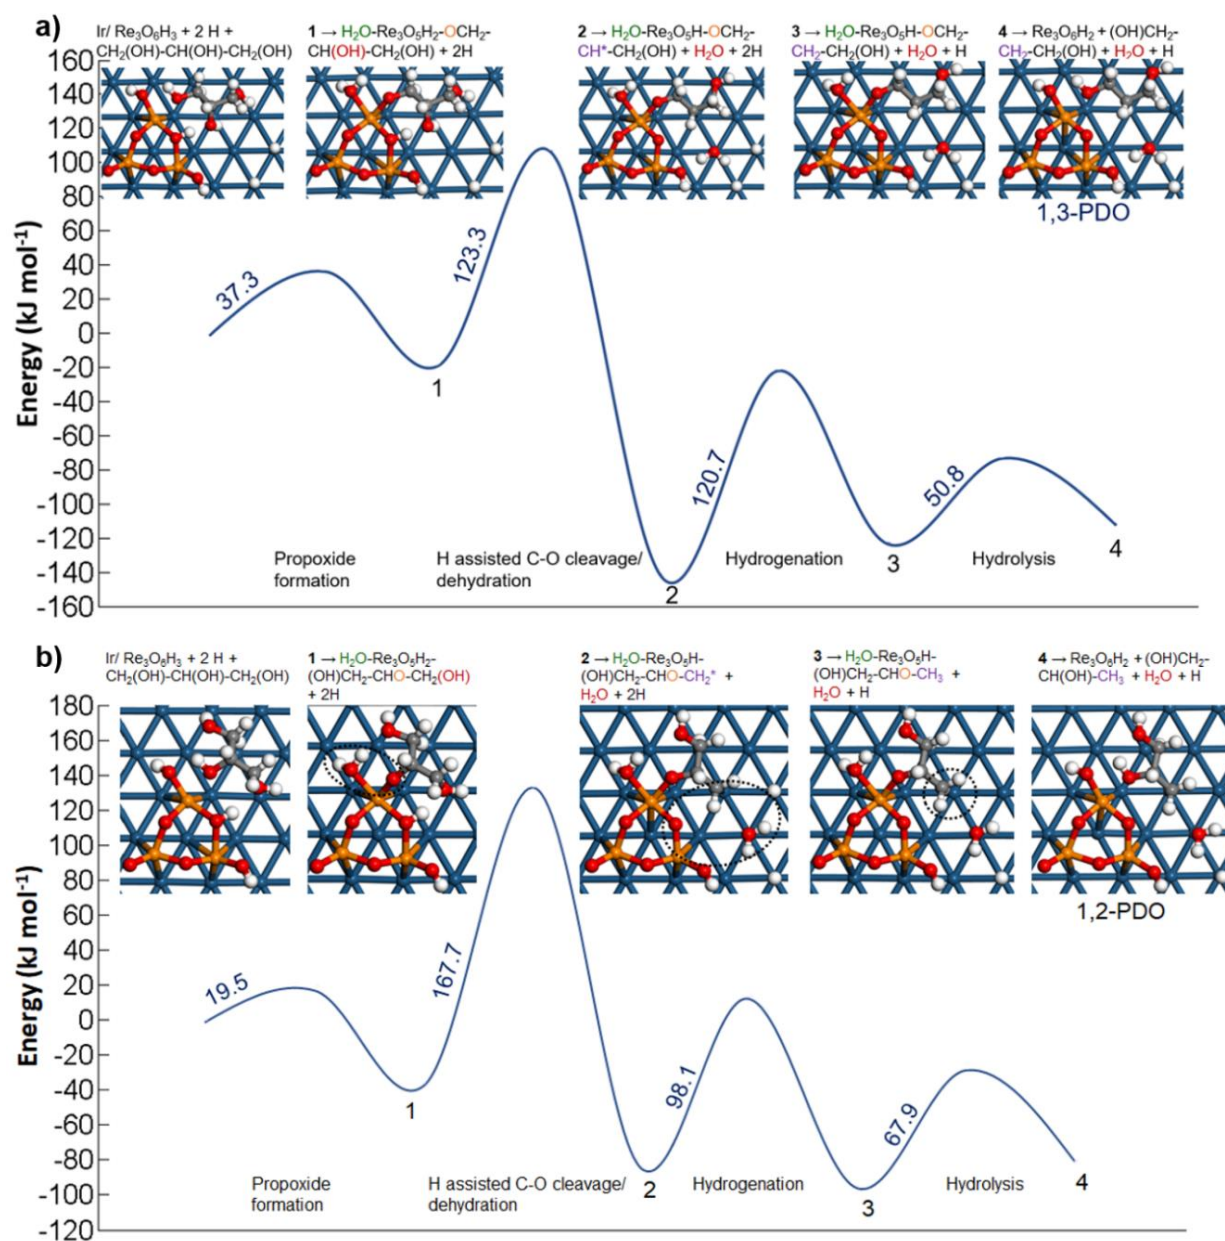 a)
Ir/ Re3O6H3 + 2 H +
CH2(OH)-CH(OH)-CH2(OH)
1 → H2O-Re3O5H2-OCH2-
CH(OH)-CH2(OH) + 2H
2 → H2O-Re3O5H-OCH2-
CH*-CH2(OH) + H2O + 2H
3 → H2O-Re3O5H-OCH2-
CH2-CH2(OH) + H2O + H
4 → Re3O6H2 + (OH)CH2-
CH2-CH2(OH) + H2O + H
1,3-PDO
Energy (kJ mol-1)
160
140
120
100
80
60
40
20
0
-20
-40
-60
-80
-100
-120
-140
-160
37.3
123.3
120.7
50.8
1
2
3
4
Propoxide
formation
H assisted C-O cleavage/
dehydration
Hydrogenation
Hydrolysis
b)
Ir/ Re3O6H3 + 2 H +
CH2(OH)-CH(OH)-CH2(OH)
1 → H2O-Re3O5H2-
(OH)CH2-CHO-CH2(OH)
+ 2H
2 → H2O-Re3O5H-
(OH)CH2-CHO-CH2* +
H2O + 2H
3 → H2O-Re3O5H-
(OH)CH2-CHO-CH3 +
H2O + H
4 → Re3O6H2 + (OH)CH2-
CH(OH)-CH3 + H2O + H
1,2-PDO
Energy (kJ mol-1)
180
160
140
120
100
80
60
40
20
0
-20
-40
-60
-80
-100
-120
19.5
167.7
98.1
67.9
1
2
3
4
Propoxide
formation
H assisted C-O cleavage/
dehydration
Hydrogenation
Hydrolysis